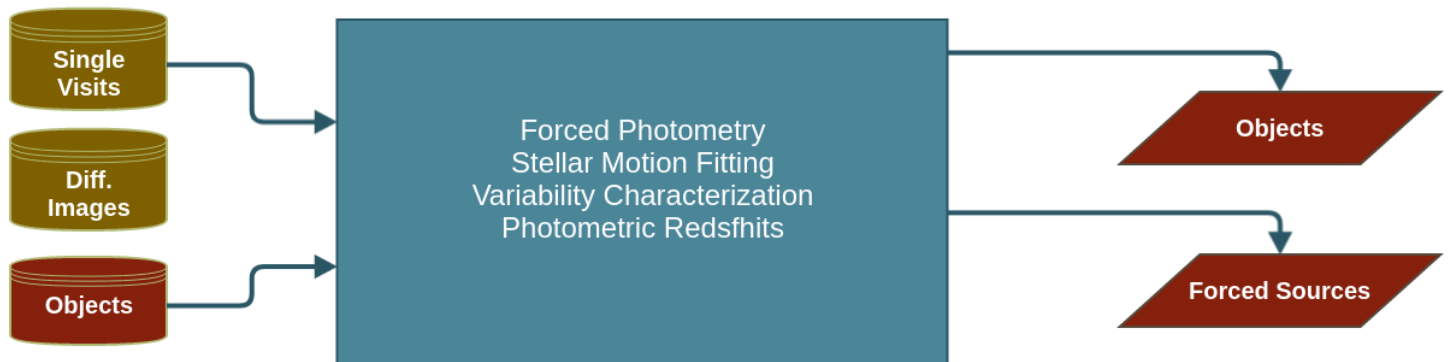 Single
Visits
Diff.
Images
Objects
Forced Photometry
Stellar Motion Fitting
Variability Characterization
Photometric Redsfhits
Objects
Forced Sources